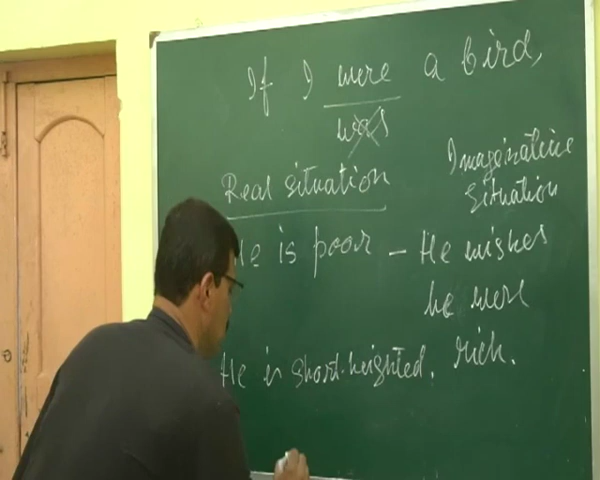 If I were a bird,
was
Real situation
Imaginative
situation
He is poor - He wishes
he were
rich.
He is short-heighted.